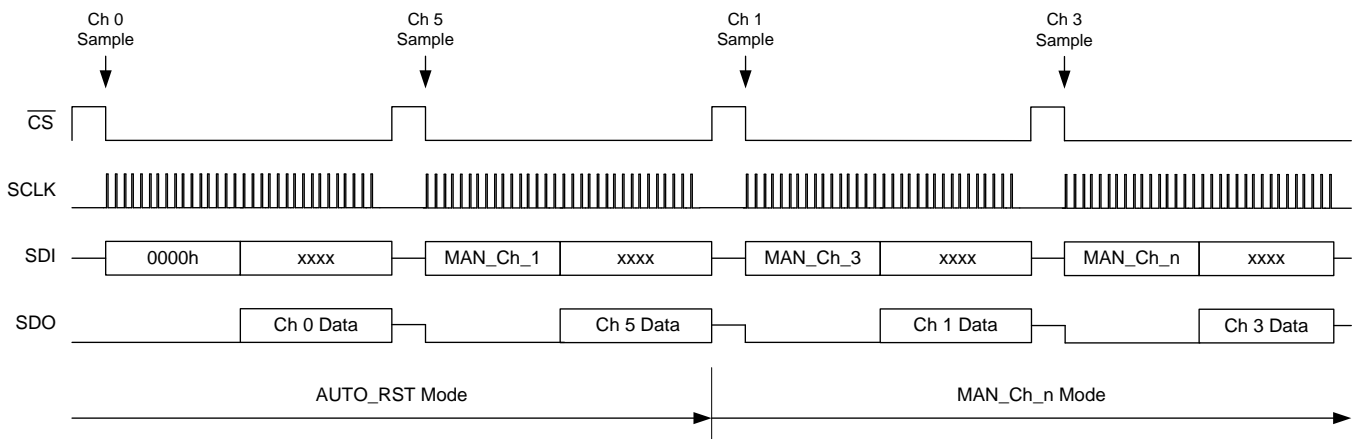 Ch 0
Sample
Ch 5
Sample
Ch 1
Sample
Ch 3
Sample
CS
SCLK
SDI
0000h
xxxx
MAN_Ch_1
xxxx
MAN_Ch_3
xxxx
MAN_Ch_n
xxxx
SDO
Ch 0 Data
Ch 5 Data
Ch 1 Data
Ch 3 Data
AUTO_RST Mode
MAN_Ch_n Mode